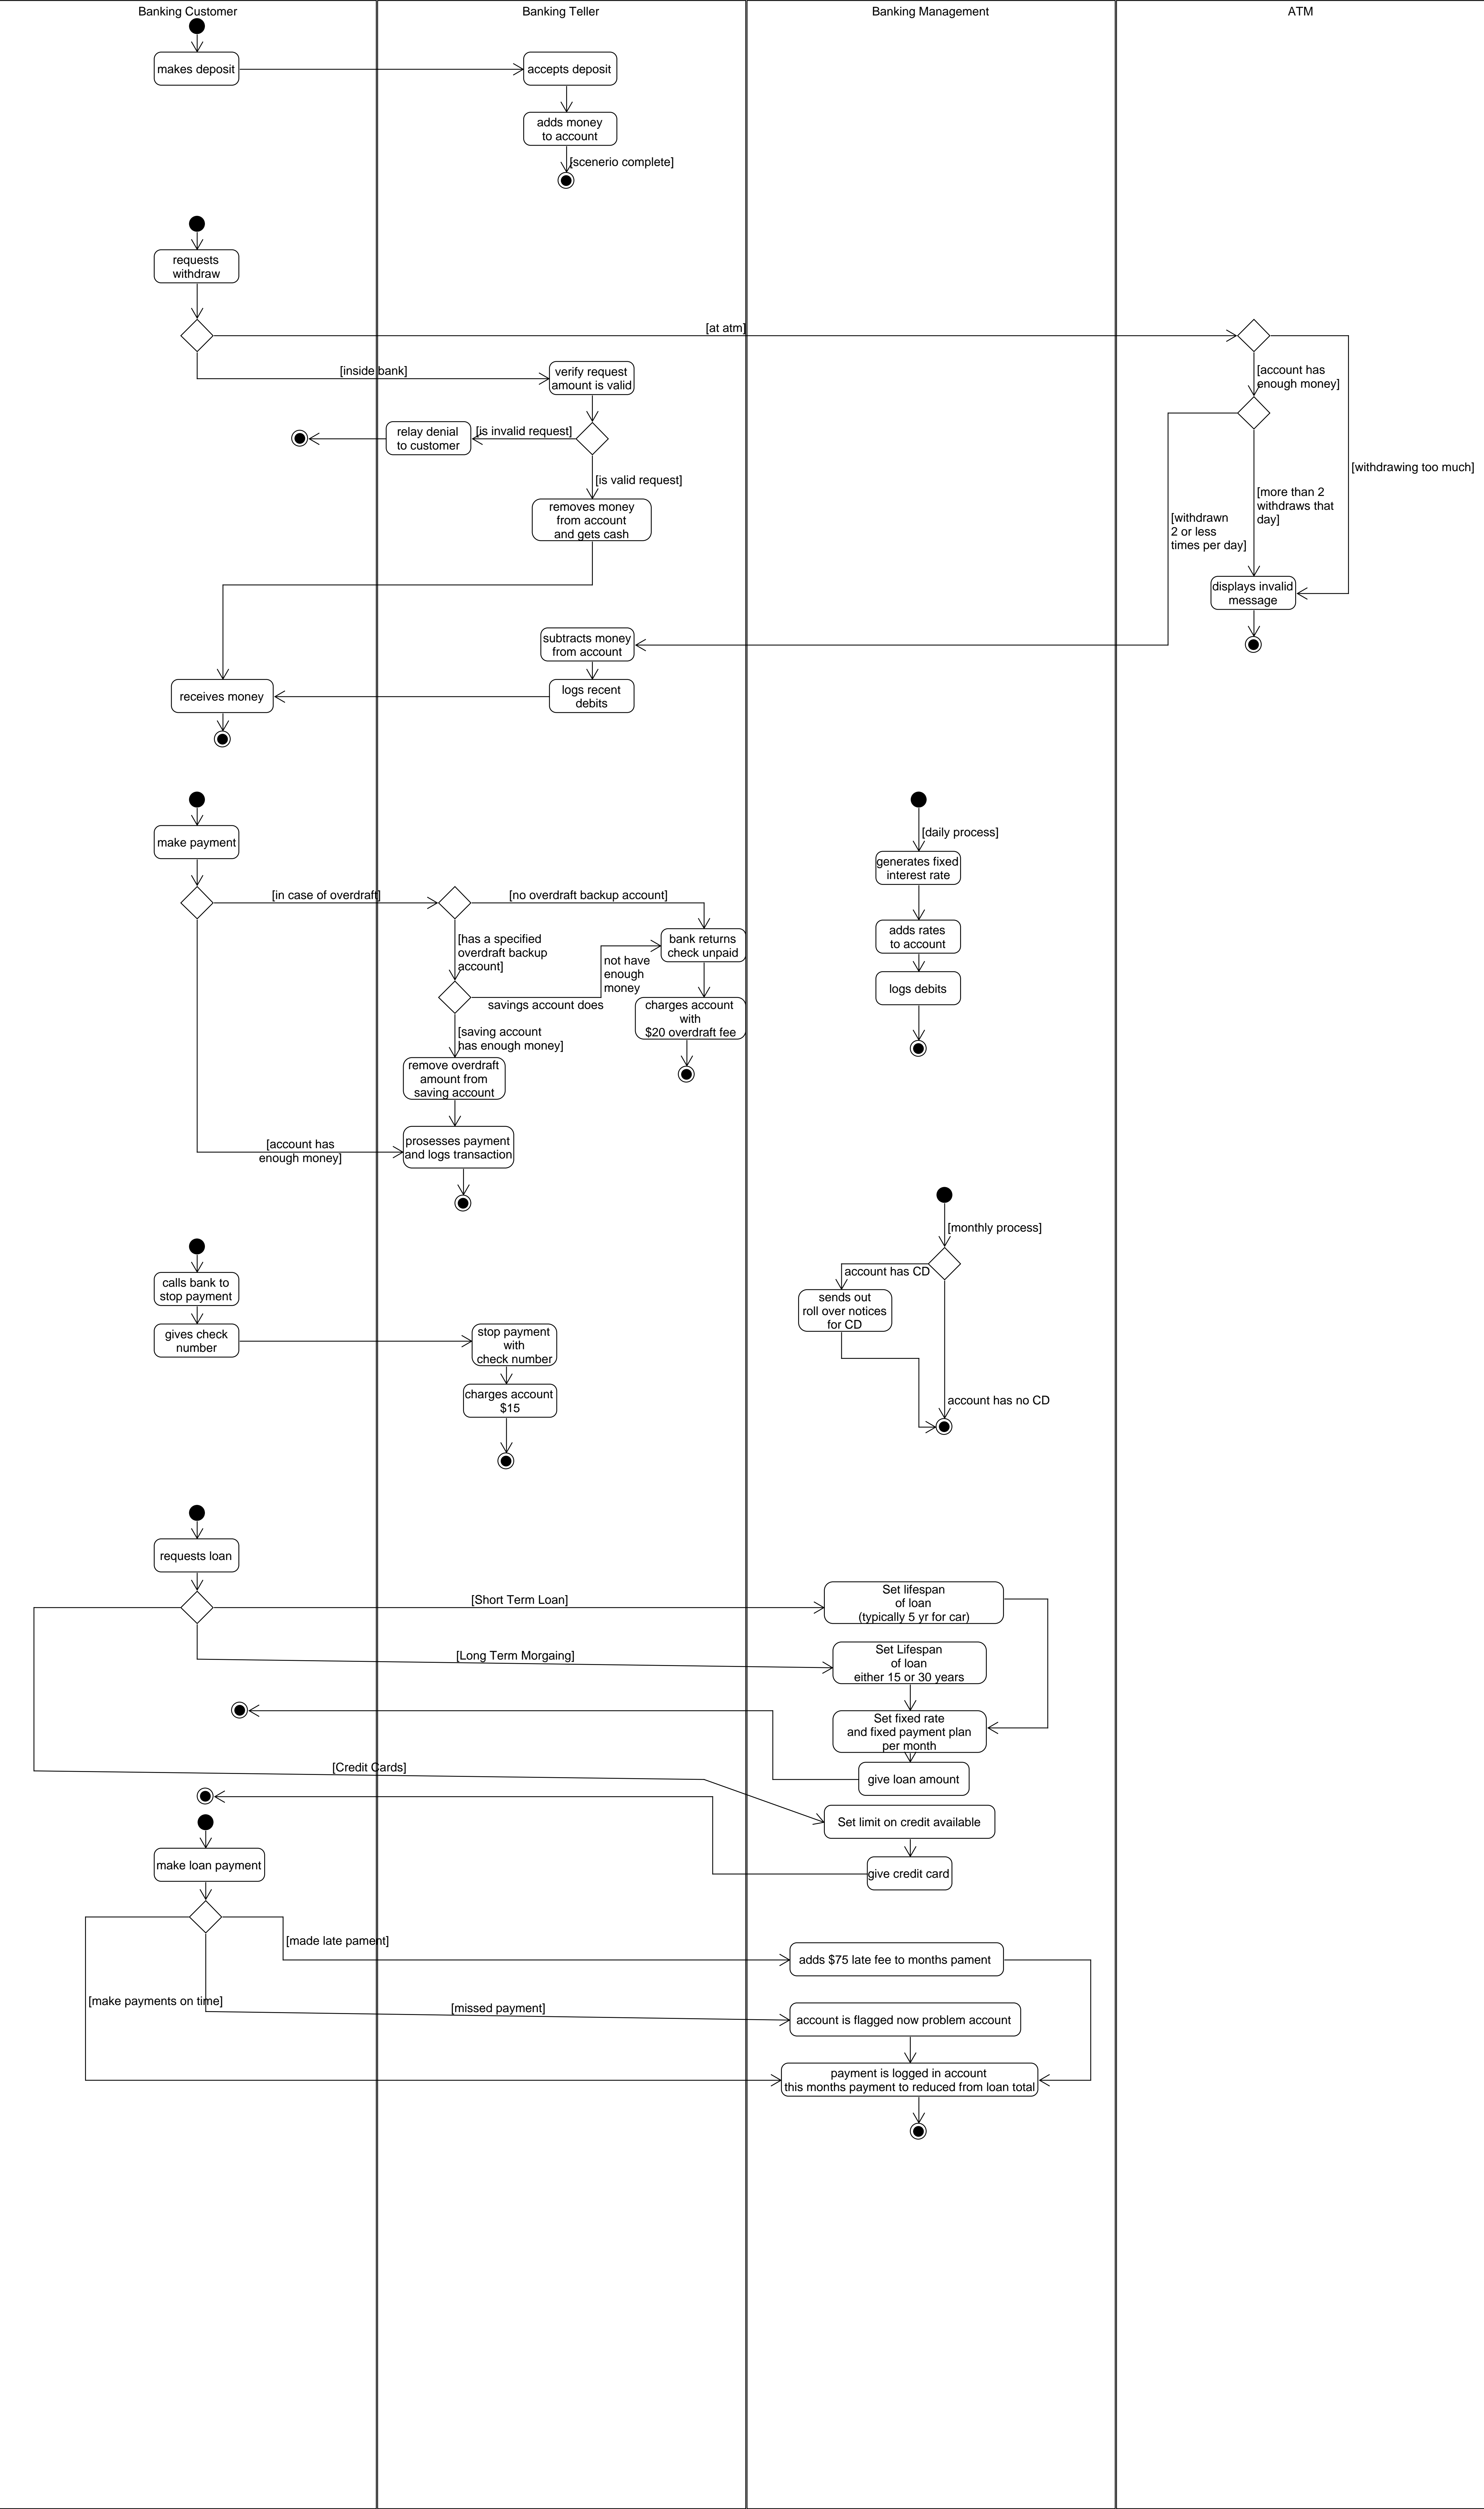 Banking Customer
Banking Teller
Banking Management
ATM
makes deposit
accepts deposit
adds money
to account
[scenerio complete]
requests
withdraw
[at atm]
[inside bank]
verify request
amount is valid
[account has
enough money]
relay denial
to customer
[is invalid request]
[withdrawing too much]
[is valid request]
removes money
from account
and gets cash
[more than 2
withdraws that
day]
[withdrawn
2 or less
times per day]
displays invalid
message
subtracts money
from account
receives money
logs recent
debits
make payment
[daily process]
generates fixed
interest rate
[in case of overdraft]
[no overdraft backup account]
[has a specified
overdraft backup
account]
bank returns
check unpaid
adds rates
to account
not have
enough
money
savings account does
logs debits
charges account
with
$20 overdraft fee
[saving account
has enough money]
remove overdraft
amount from
saving account
[account has
enough money]
prosesses payment
and logs transaction
[monthly process]
account has CD
calls bank to
stop payment
sends out
roll over notices
for CD
gives check
number
stop payment
with
check number
charges account
$15
account has no CD
requests loan
[Short Term Loan]
Set lifespan
of loan
(typically 5 yr for car)
[Long Term Morgaing]
Set Lifespan
of loan
either 15 or 30 years
Set fixed rate
and fixed payment plan
per month
[Credit Cards]
give loan amount
Set limit on credit available
make loan payment
give credit card
[made late pament]
adds $75 late fee to months pament
[make payments on time]
[missed payment]
account is flagged now problem account
payment is logged in account
this months payment to reduced from loan total